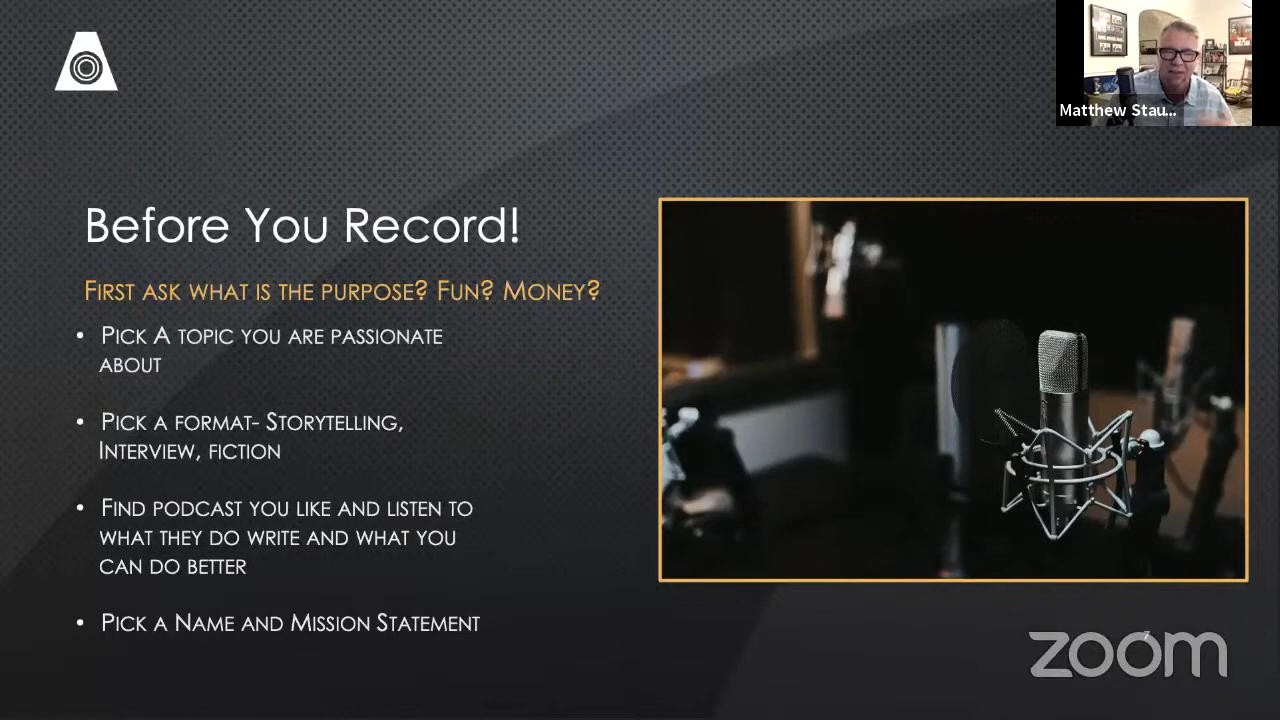 Matthew Stau...
Before You Record!
First ask what is the purpose? Fun? Money?
• Pick A topic you are passionate
about
• Pick a format- Storytelling,
Interview, fiction
• Find podcast you like and listen to
what they do write and what you
can do better
• Pick a Name and Mission Statement
zoom